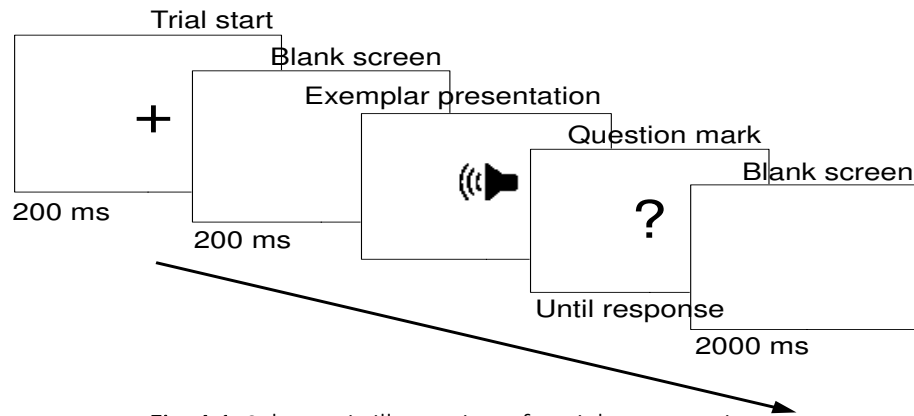 Trial start
Blank screen
Exemplar presentation
Question mark
Blank screen
+
?
200 ms
200 ms
Until response
2000 ms